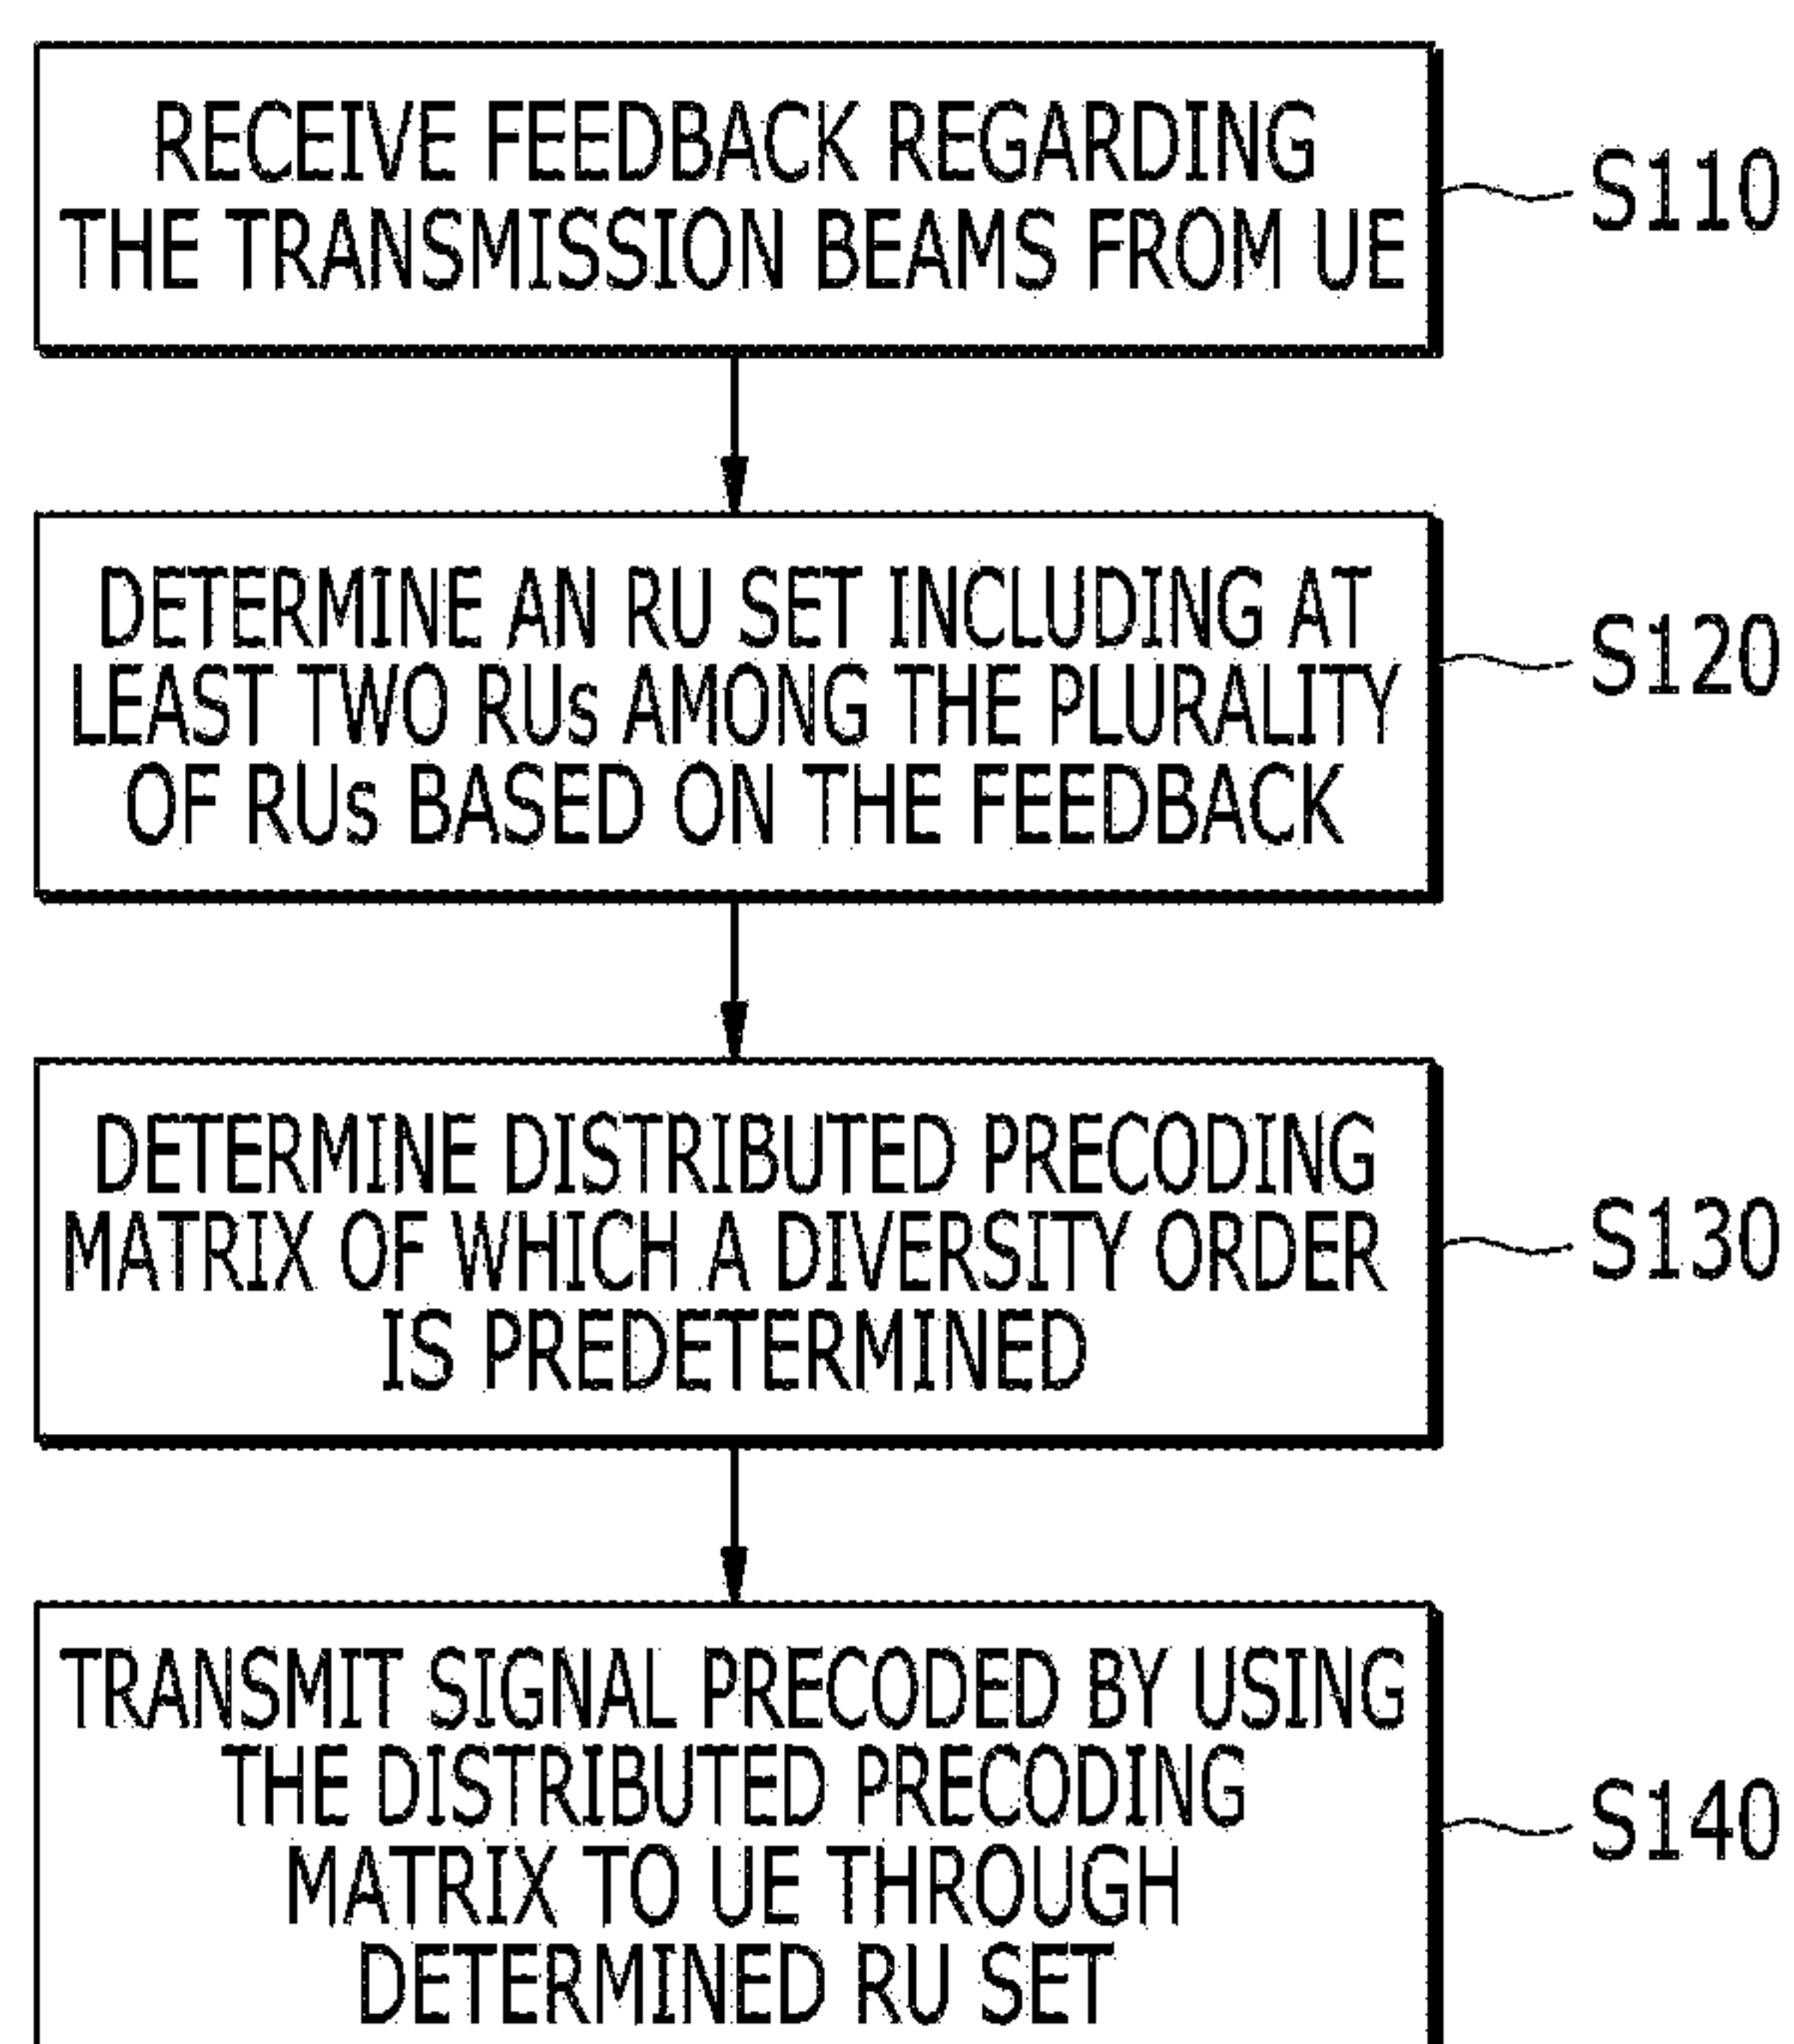 RECEIVE FEEDBACK REGARDING
THE TRANSMISSION BEAMS FROM UE
S110
DETERMINE AN RU SET INCLUDING AT
LEAST TWO RUs AMONG THE PLURALITY
OF RUs BASED ON THE FEEDBACK
S120
DETERMINE DISTRIBUTED PRECODING
MATRIX OF WHICH A DIVERSITY ORDER
IS PREDETERMINED
S130
TRANSMIT SIGNAL PRECODED BY USING
THE DISTRIBUTED PRECODING
MATRIX TO UE THROUGH
DETERMINED RU SET
S140